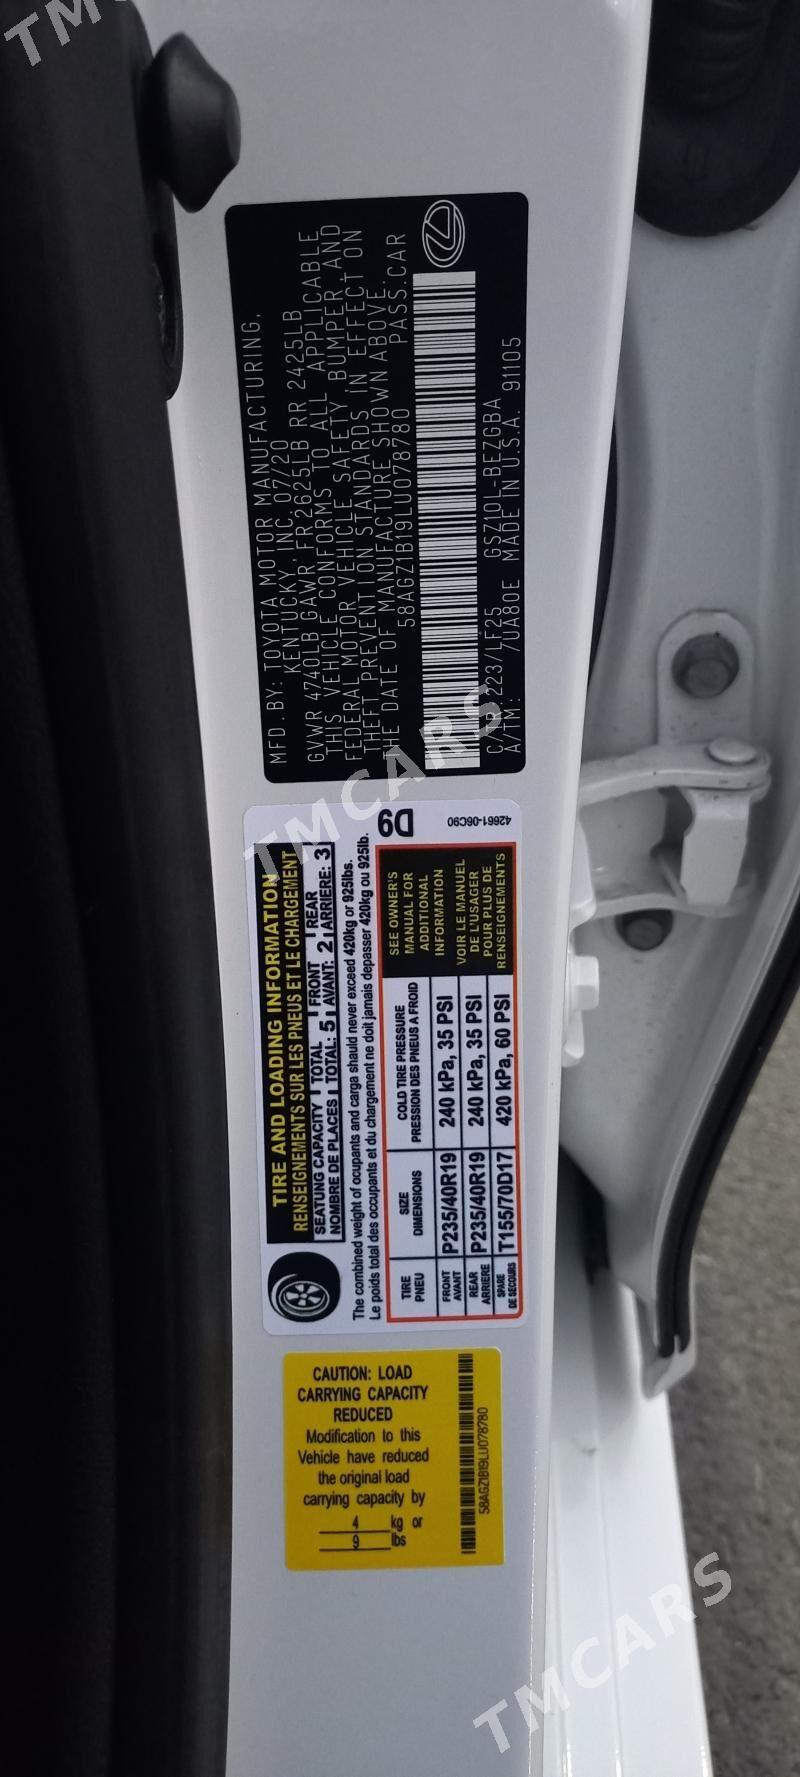 TMCARS
MFD.BY: TOYOTA MOTOR MANUFACTURING,
KENTUCKY, INC. 07/20
GVWR 4740LB GAWR FR 2625LB RR 2425LB
THIS VEHICLE CONFORMS TO ALL APPLICABLE
FEDERAL MOTOR VEHICLE SAFETY, BUMPER AND
THEFT PREVENTION STANDARDS IN EFFECT ON
THE DATE OF MANUFACTURE SHOWN ABOVE.
58AGZ1B19LU078780 PASS.CAR
C/TR: 223/LF25
A/TM: /UA80E GSZ10L-BEZGBA
MADE IN U.S.A. 91105
TMCARS
TIRE AND LOADING INFORMATION
RENSEIGNEMENTS SUR LES PNEUS ET LE CHARGEMENT
SEATUNG CAPACITY TOTAL 5 FRONT 2 REAR 3
NOMBRE DE PLACES TOTAL: AVANT: ARRIERE:
The combined weight of ocupants and carga shauld never exceed 420kg or 925lbs.
Le poids total des occupants et du chargement ne doit jamais depasser 420kg ou 925lb.
D9
42661-06C90
TIRE SIZE COLD TIRE PRESSURE
PNEU DIMENSIONS PRESSION DES PNEUS A FROID
FRONT AVANT P235/40R19 240 kPa, 35 PSI
REAR ARRIERE P235/40R19 240 kPa, 35 PSI
SPARE DE SECOURS T155/70D17 420 kPa, 60 PSI
SEE OWNER'S
MANUAL FOR
ADDITIONAL
INFORMATION
VOIR LE MANUEL
DE L'USAGER
POUR PLUS DE
RENSEIGNEMENTS
CAUTION: LOAD
CARRYING CAPACITY
REDUCED
Modification to this
Vehicle have reduced
the original load
carrying capacity by
4 kg or
9 lbs
58AGZ1B19LU078780
TMCARS